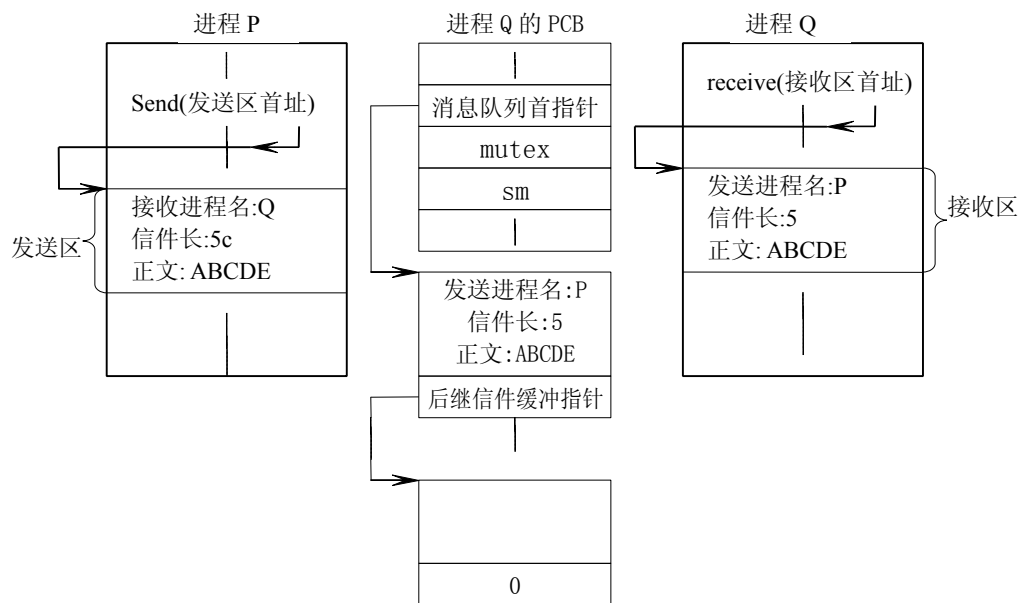 进程 P
Send(发送区首址)
发送区
接收进程名:Q
信件长:5c
正文: ABCDE
进程 Q 的 PCB
消息队列首指针
mutex
sm
发送进程名:P
信件长:5
正文:ABCDE
后继信件缓冲指针
0
进程 Q
receive(接收区首址)
发送进程名:P
信件长:5
正文: ABCDE
接收区